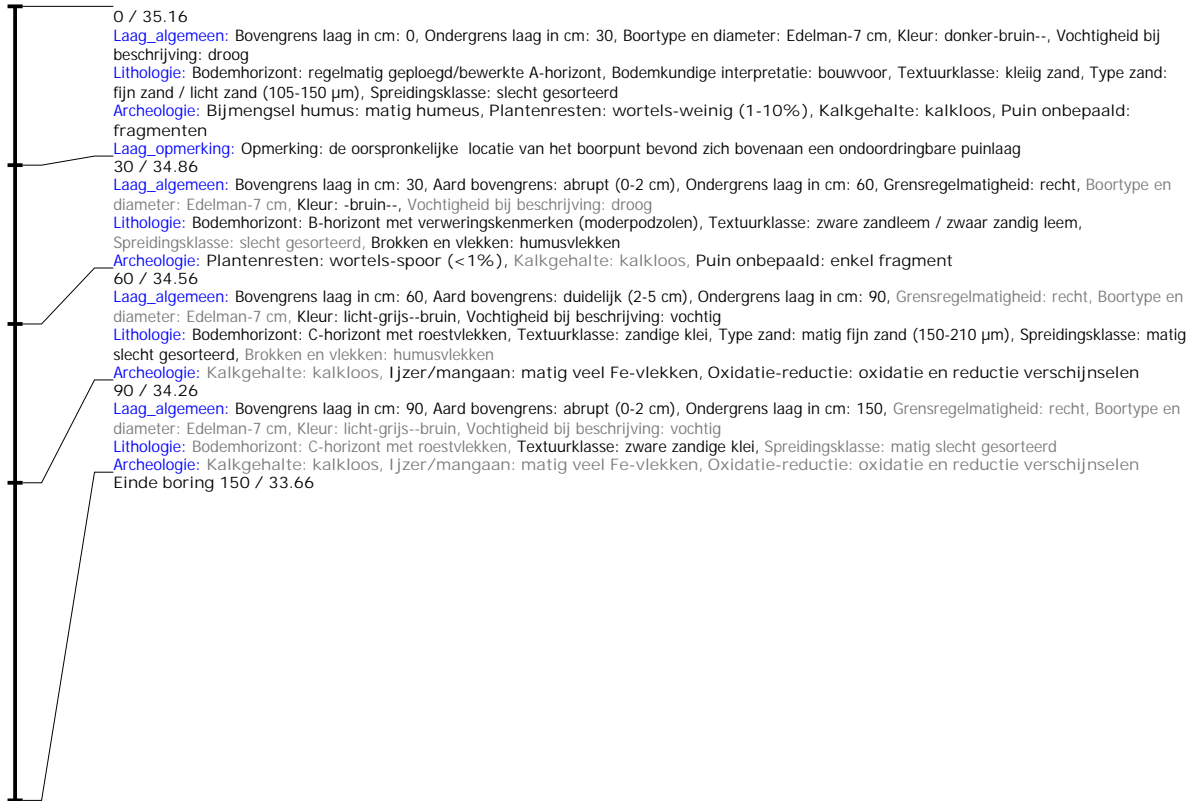 0 / 35.16
Laag_algemeen: Bovengrens laag in cm: 0, Ondergrens laag in cm: 30, Boortype en diameter: Edelman-7 cm, Kleur: donker-bruin--, Vochtigheid bij
beschrijving: droog
Lithologie: Bodemhorizont: regelmatig geploegd/bewerkte A-horizont, Bodemkundige interpretatie: bouwvoor, Textuurklasse: kleiig zand, Type zand:
fijn zand / licht zand (105-150 µm), Spreidingsklasse: slecht gesorteerd
Archeologie: Bijmengsel humus: matig humeus, Plantenresten: wortels-weinig (1-10%), Kalkgehalte: kalkloos, Puin onbepaald:
fragmenten
Laag_opmerking: Opmerking: de oorspronkelijke locatie van het boorpunt bevond zich bovenaan een ondoordringbare puinlaag
30 / 34.86
Laag_algemeen: Bovengrens laag in cm: 30, Aard bovengrens: abrupt (0-2 cm), Ondergrens laag in cm: 60, Grensregelmatigheid: recht, Boortype en
diameter: Edelman-7 cm, Kleur: -bruin--, Vochtigheid bij beschrijving: droog
Lithologie: Bodemhorizont: B-horizont met verweringskenmerken (moderpodzolen), Textuurklasse: zware zandleem / zwaar zandig leem,
Spreidingsklasse: slecht gesorteerd, Brokken en vlekken: humusvlekken
Archeologie: Plantenresten: wortels-spoor (<1%), Kalkgehalte: kalkloos, Puin onbepaald: enkel fragment
60 / 34.56
Laag_algemeen: Bovengrens laag in cm: 60, Aard bovengrens: duidelijk (2-5 cm), Ondergrens laag in cm: 90, Grensregelmatigheid: recht, Boortype en
diameter: Edelman-7 cm, Kleur: licht-grijs--bruin, Vochtigheid bij beschrijving: vochtig
Lithologie: Bodemhorizont: C-horizont met roestvlekken, Textuurklasse: zandige klei, Type zand: matig fijn zand (150-210 µm), Spreidingsklasse: matig
slecht gesorteerd, Brokken en vlekken: humusvlekken
Archeologie: Kalkgehalte: kalkloos, Ijzer/mangaan: matig veel Fe-vlekken, Oxidatie-reductie: oxidatie en reductie verschijnselen
90 / 34.26
Laag_algemeen: Bovengrens laag in cm: 90, Aard bovengrens: abrupt (0-2 cm), Ondergrens laag in cm: 150, Grensregelmatigheid: recht, Boortype en
diameter: Edelman-7 cm, Kleur: licht-grijs--bruin, Vochtigheid bij beschrijving: vochtig
Lithologie: Bodemhorizont: C-horizont met roestvlekken, Textuurklasse: zware zandige klei, Spreidingsklasse: matig slecht gesorteerd
Archeologie: Kalkgehalte: kalkloos, Ijzer/mangaan: matig veel Fe-vlekken, Oxidatie-reductie: oxidatie en reductie verschijnselen
Einde boring 150 / 33.66